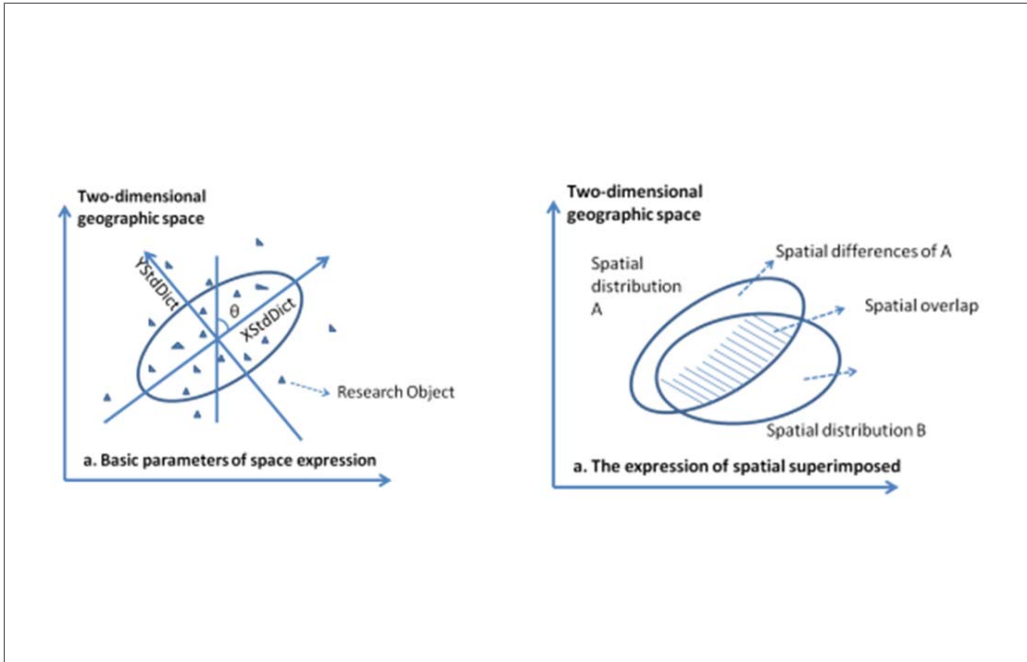 Two-dimensional
geographic space
YStdDict
θ
XStdDict
Research Object
a. Basic parameters of space expression
Two-dimensional
geographic space
Spatial
distribution
A
Spatial differences of A
Spatial overlap
Spatial distribution B
a. The expression of spatial superimposed